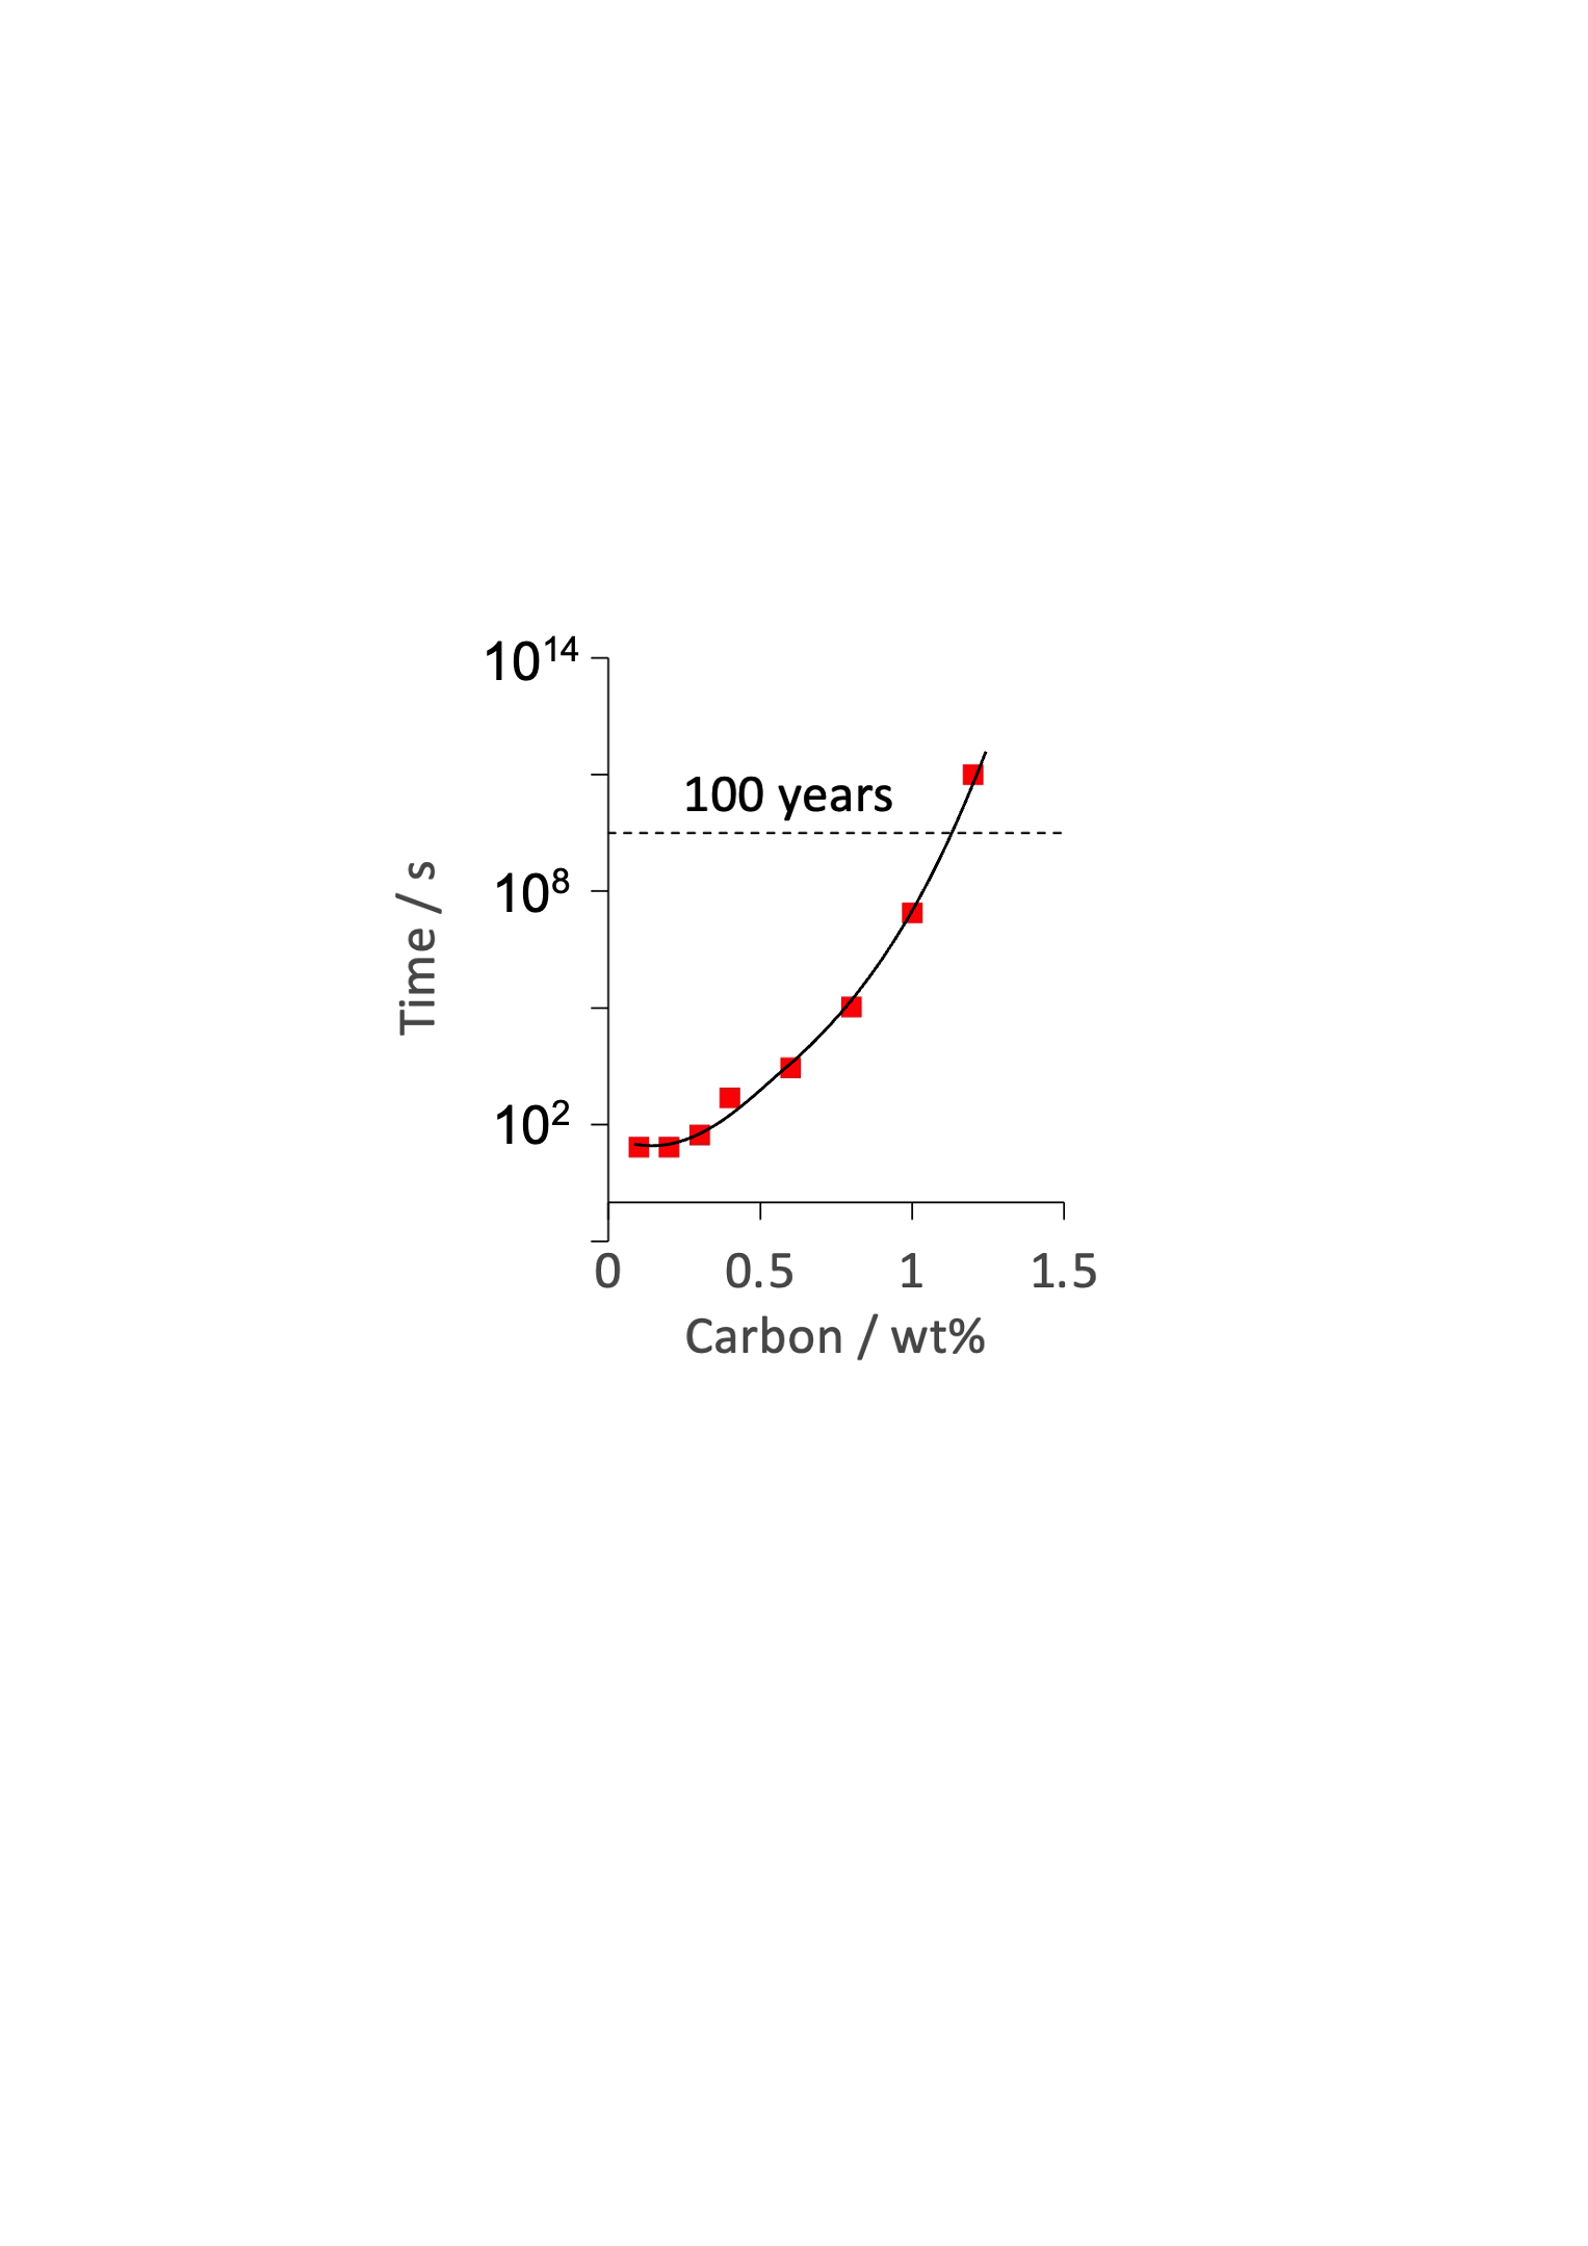 10¹⁴
100 years
10⁸
Time / s
10²
0 0.5 1 1.5
Carbon / wt%